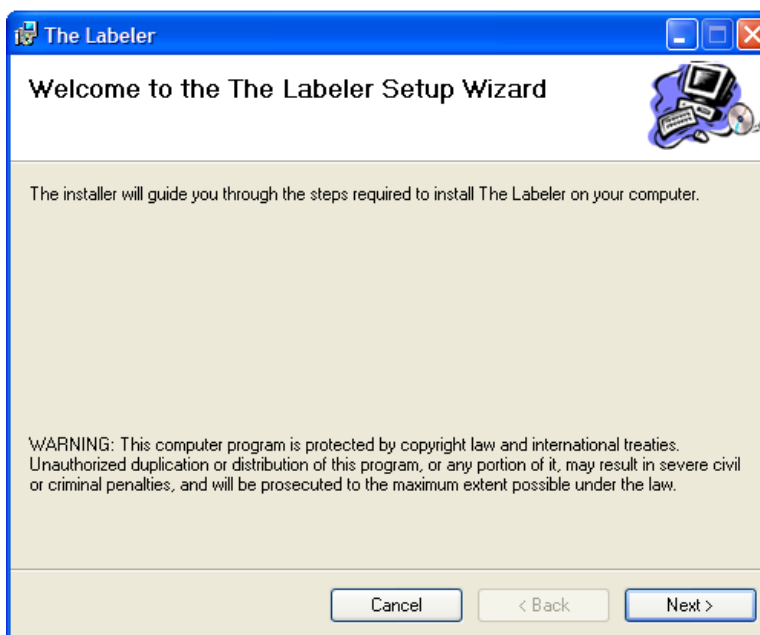 The Labeler
Welcome to the The Labeler Setup Wizard
The installer will guide you through the steps required to install The Labeler on your computer.
WARNING: This computer program is protected by copyright law and international treaties.
Unauthorized duplication or distribution of this program, or any portion of it, may result in severe civil
or criminal penalties, and will be prosecuted to the maximum extent possible under the law.
Cancel
< Back
Next >